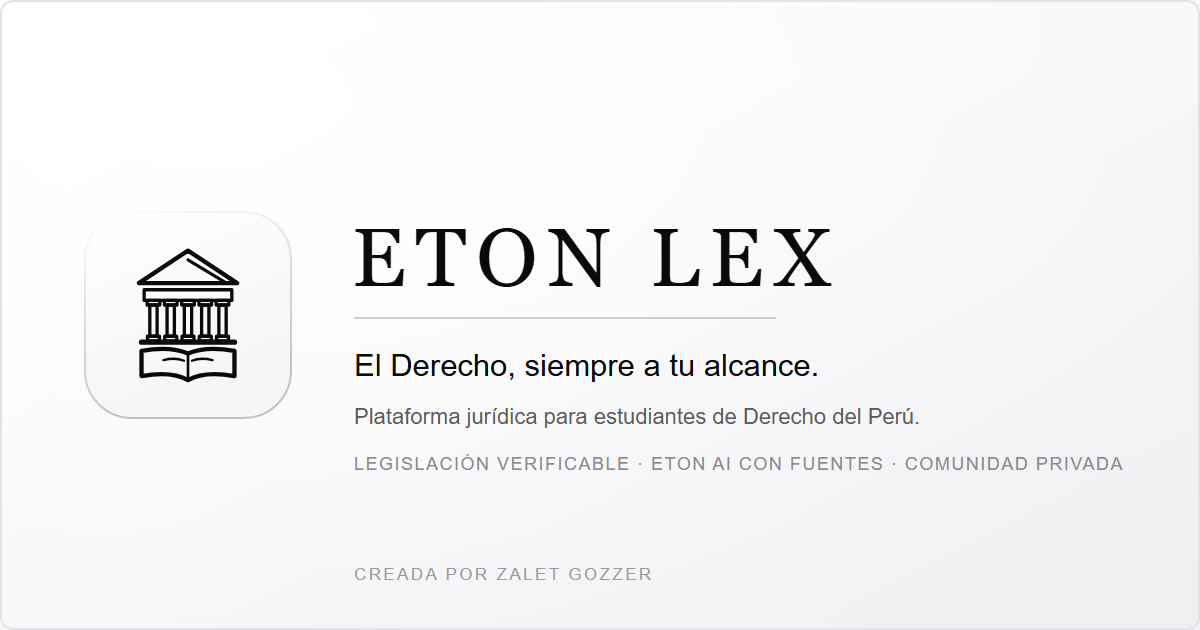 ETON LEX
El Derecho, siempre a tu alcance.
Plataforma jurídica para estudiantes de Derecho del Perú.
LEGISLACIÓN VERIFICABLE · ETON AI CON FUENTES · COMUNIDAD PRIVADA
CREADA POR ZALET GOZZER